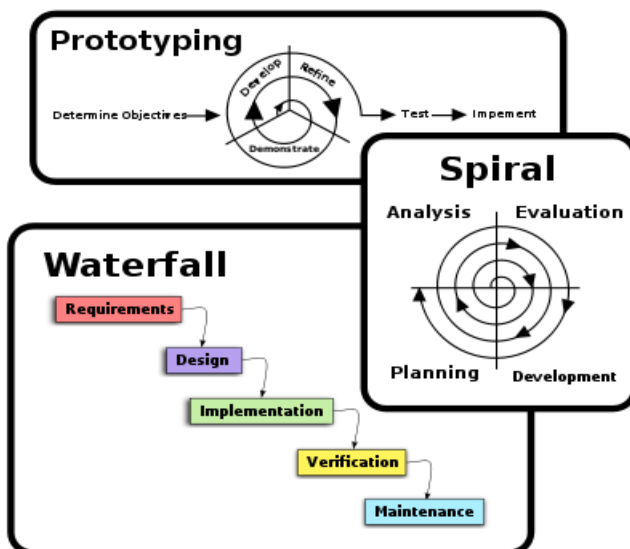 Prototyping
Develop
Refine
Demonstrate
Determine Objectives
Test
Impement
Spiral
Analysis
Evaluation
Planning
Development
Waterfall
Requirements
Design
Implementation
Verification
Maintenance